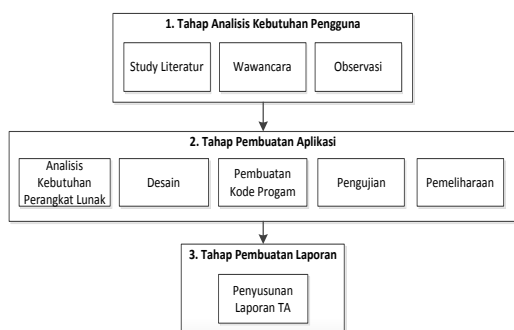 1. Tahap Analisis Kebutuhan Pengguna
Study Literatur
Wawancara
Observasi
2. Tahap Pembuatan Aplikasi
Analisis
Kebutuhan
Perangkat Lunak
Desain
Pembuatan
Kode Progam
Pengujian
Pemeliharaan
3. Tahap Pembuatan Laporan
Penyusunan
Laporan TA